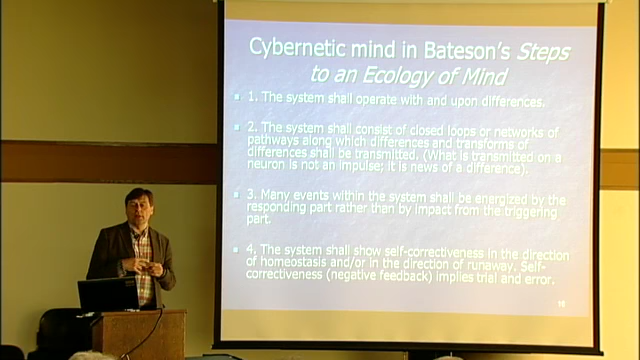 Cybernetic mind in Bateson's Steps
to an Ecology of Mind
1. The system shall operate with and upon differences.
2. The system shall consist of closed loops or networks of
pathways along which differences and transforms of
differences shall be transmitted. (What is transmitted on a
neuron is not an impulse; it is news of a difference).
3. Many events within the system shall be energized by the
responding part rather than by impact from the triggering
part.
4. The system shall show self-correctiveness in the direction
of homeostasis and/or in the direction of runaway. Self-
correctiveness (negative feedback) implies trial and error.